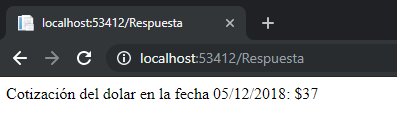 localhost:53412/Respuesta
localhost:53412/Respuesta
Cotización del dolar en la fecha 05/12/2018: $37